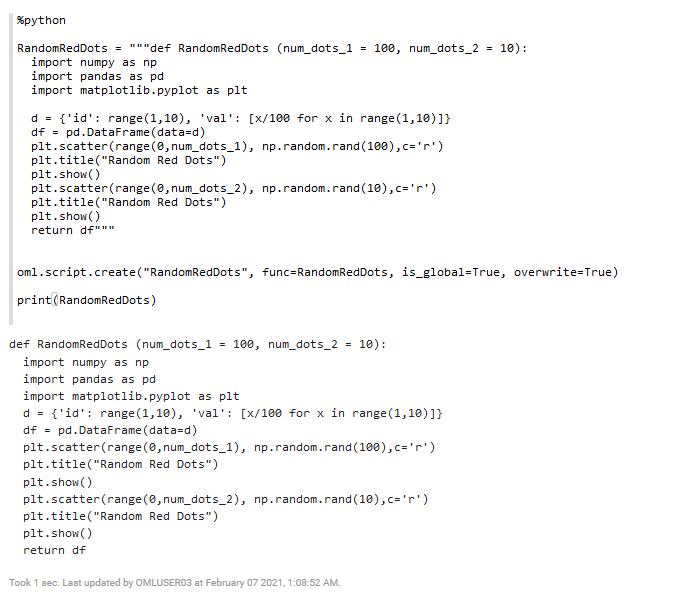 %python
RandomRedDots = """def RandomRedDots (num_dots_1 = 100, num_dots_2 = 10):
  import numpy as np
  import pandas as pd
  import matplotlib.pyplot as plt
  d = {'id': range(1,10), 'val': [x/100 for x in range(1,10)]}
  df = pd.DataFrame(data=d)
  plt.scatter(range(0,num_dots_1), np.random.rand(100),c='r')
  plt.title("Random Red Dots")
  plt.show()
  plt.scatter(range(0,num_dots_2), np.random.rand(10),c='r')
  plt.title("Random Red Dots")
  plt.show()
  return df"""
oml.script.create("RandomRedDots", func=RandomRedDots, is_global=True, overwrite=True)
print(RandomRedDots)
def RandomRedDots (num_dots_1 = 100, num_dots_2 = 10):
  import numpy as np
  import pandas as pd
  import matplotlib.pyplot as plt
  d = {'id': range(1,10), 'val': [x/100 for x in range(1,10)]}
  df = pd.DataFrame(data=d)
  plt.scatter(range(0,num_dots_1), np.random.rand(100),c='r')
  plt.title("Random Red Dots")
  plt.show()
  plt.scatter(range(0,num_dots_2), np.random.rand(10),c='r')
  plt.title("Random Red Dots")
  plt.show()
  return df
Took 1 sec. Last updated by OMLUSER03 at February 07 2021, 1:08:52 AM.